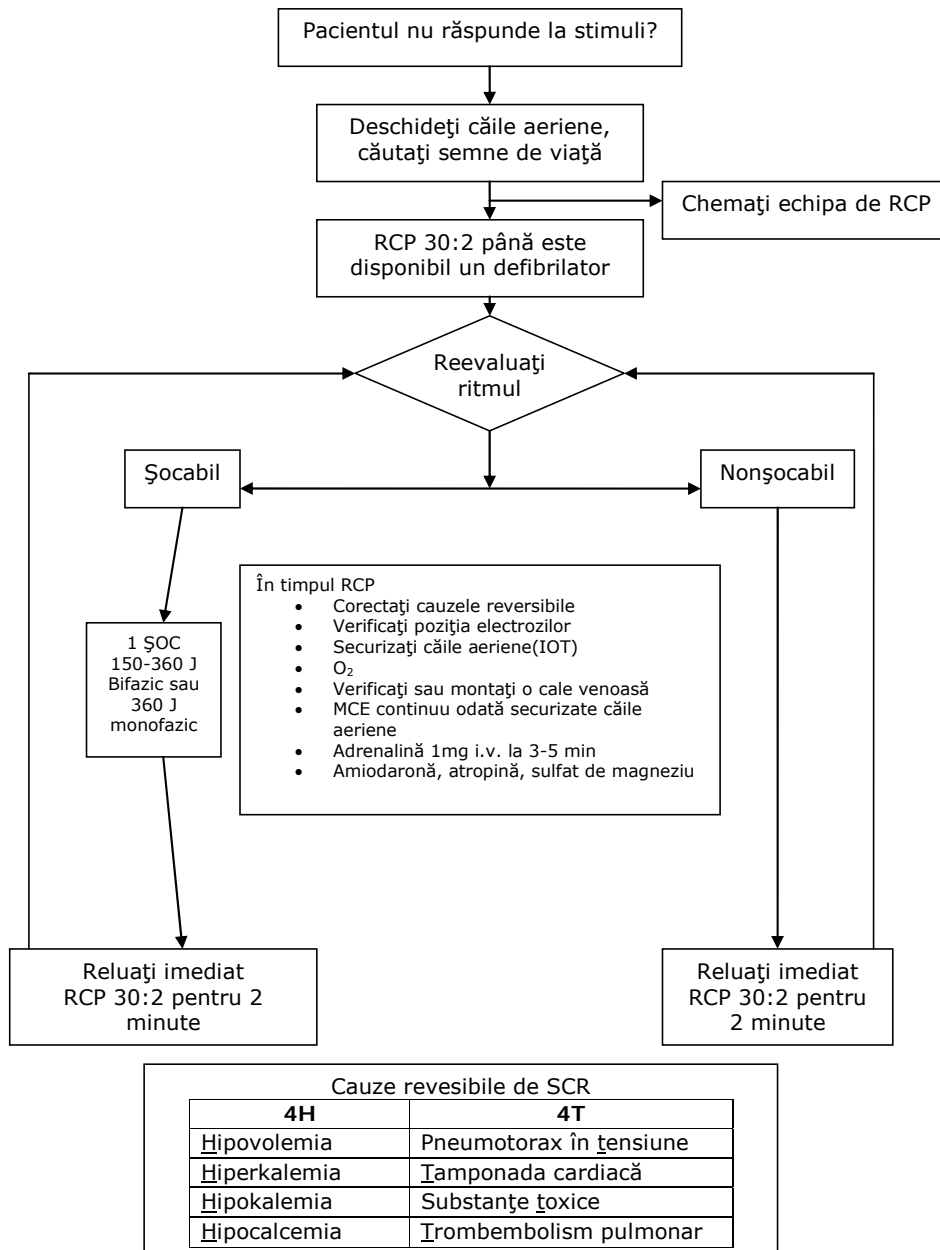 Pacientul nu răspunde la stimuli?
Deschideţi căile aeriene,
căutaţi semne de viaţă
Chemaţi echipa de RCP
RCP 30:2 până este
disponibil un defibrilator
Reevaluaţi
ritmul
Şocabil
Nonşocabil
În timpul RCP
• Corectaţi cauzele reversibile
• Verificaţi poziţia electrozilor
• Securizaţi căile aeriene(IOT)
• O₂
• Verificaţi sau montaţi o cale venoasă
• MCE continuu odată securizate căile
aeriene
• Adrenalină 1mg i.v. la 3-5 min
• Amiodaronă, atropină, sulfat de magneziu
1 ŞOC
150-360 J
Bifazic sau
360 J
monofazic
Reluaţi imediat
RCP 30:2 pentru 2
minute
Reluaţi imediat
RCP 30:2 pentru
2 minute
Cauze revesibile de SCR
4H 4T
Hipovolemia Pneumotorax în tensiune
Hiperkalemia Tamponada cardiacă
Hipokalemia Substanţe toxice
Hipocalcemia Trombembolism pulmonar